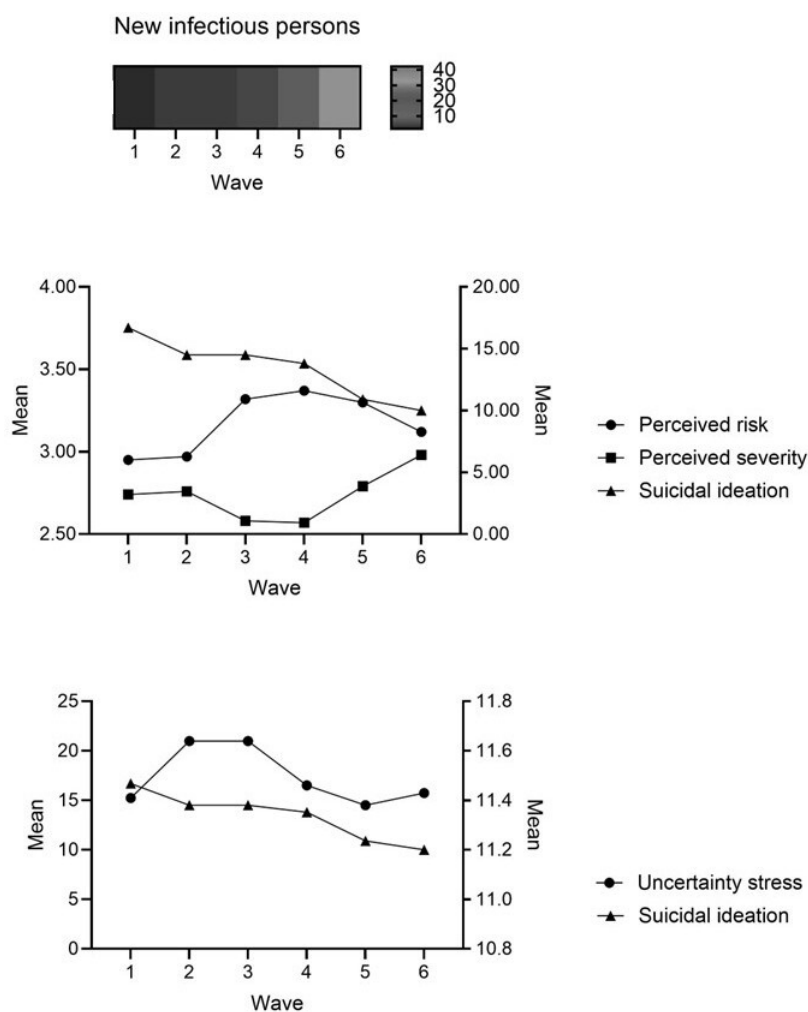 New infectious persons
40
30
20
10
1 2 3 4 5 6
Wave
4.00
3.50
3.00
2.50
Mean
20.00
15.00
10.00
5.00
0.00
Mean
1 2 3 4 5 6
Wave
Perceived risk
Perceived severity
Suicidal ideation
25
20
15
10
5
0
Mean
11.8
11.6
11.4
11.2
11.0
10.8
Mean
1 2 3 4 5 6
Wave
Uncertainty stress
Suicidal ideation